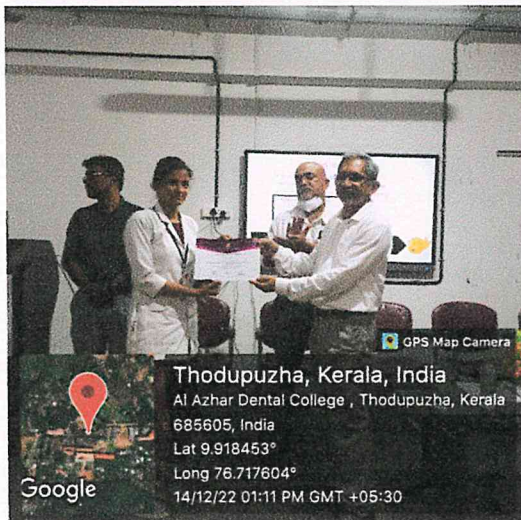 GPS Map Camera
Thodupuzha, Kerala, India
Al Azhar Dental College , Thodupuzha, Kerala
685605, India
Lat 9.918453°
Long 76.717604°
14/12/22 01:11 PM GMT +05:30
Google